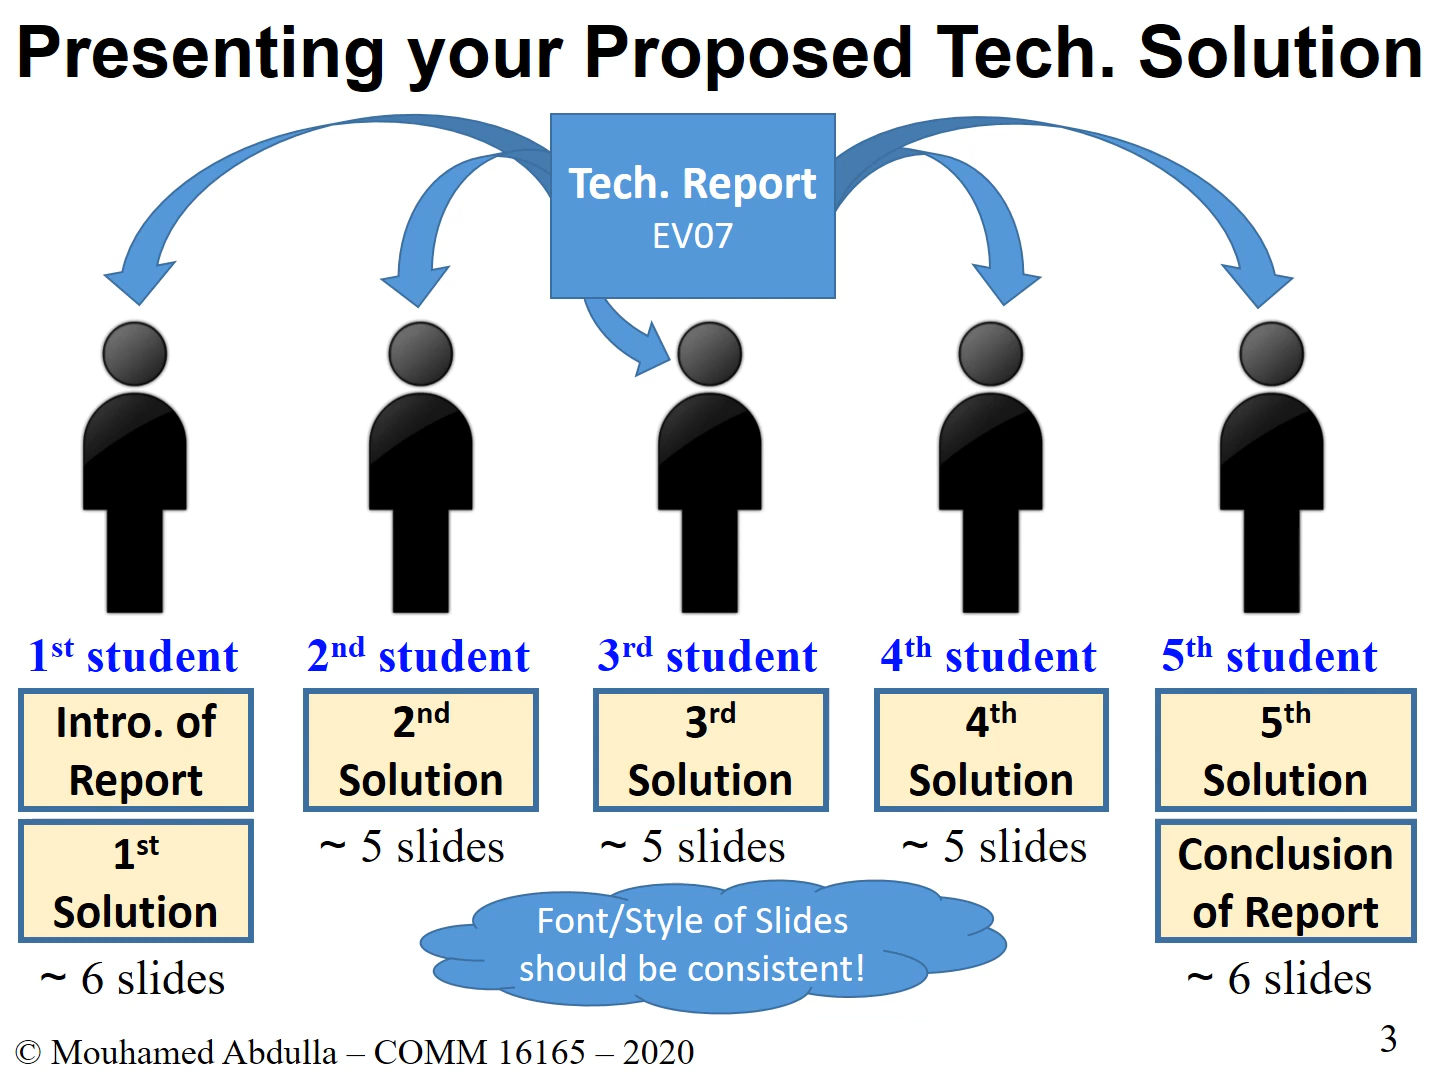 Presenting your Proposed Tech. Solution
Tech. Report
EV07
1st student
2nd student
3rd student
4th student
5th student
Intro. of
Report
1st
Solution
~ 6 slides
2nd
Solution
~ 5 slides
3rd
Solution
~ 5 slides
4th
Solution
~ 5 slides
5th
Solution
Conclusion
of Report
~ 6 slides
Font/Style of Slides
should be consistent!
© Mouhamed Abdulla – COMM 16165 – 2020
3